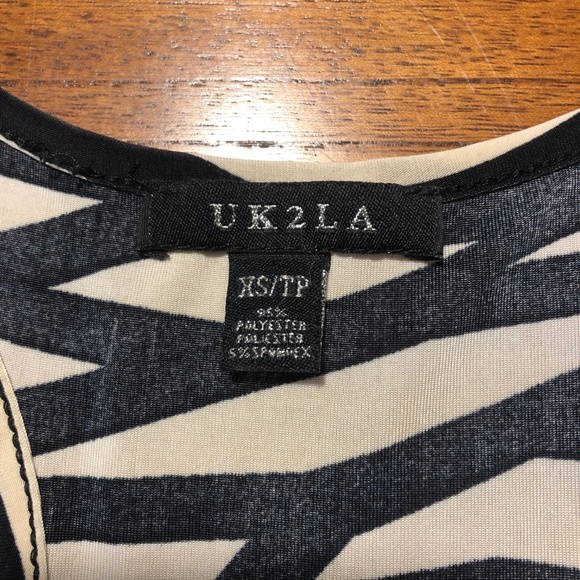 UK2LA
XS/TP
95%
POLYESTER
POLIESTER
5% SPANDEX